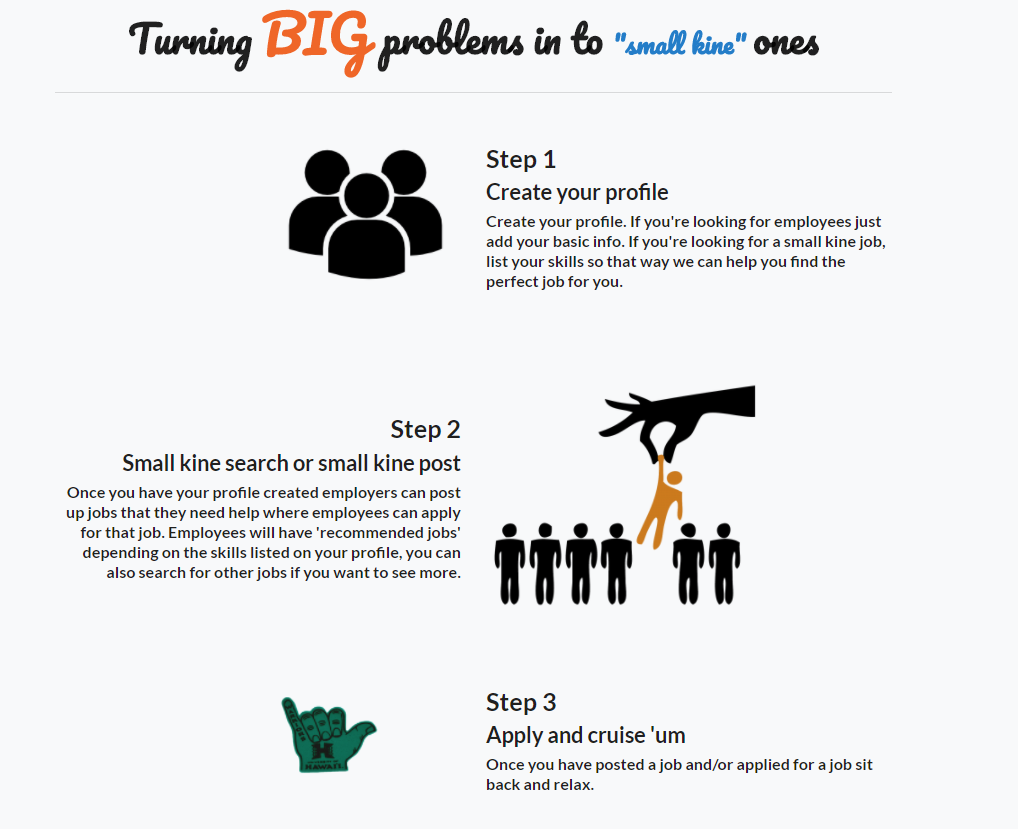 Turning BIG problems in to "small kine" ones
Step 1
Create your profile
Create your profile. If you're looking for employees just
add your basic info. If you're looking for a small kine job,
list your skills so that way we can help you find the
perfect job for you.
Step 2
Small kine search or small kine post
Once you have your profile created employers can post
up jobs that they need help where employees can apply
for that job. Employees will have 'recommended jobs'
depending on the skills listed on your profile, you can
also search for other jobs if you want to see more.
H
HAWAI'I
Step 3
Apply and cruise 'um
Once you have posted a job and/or applied for a job sit
back and relax.